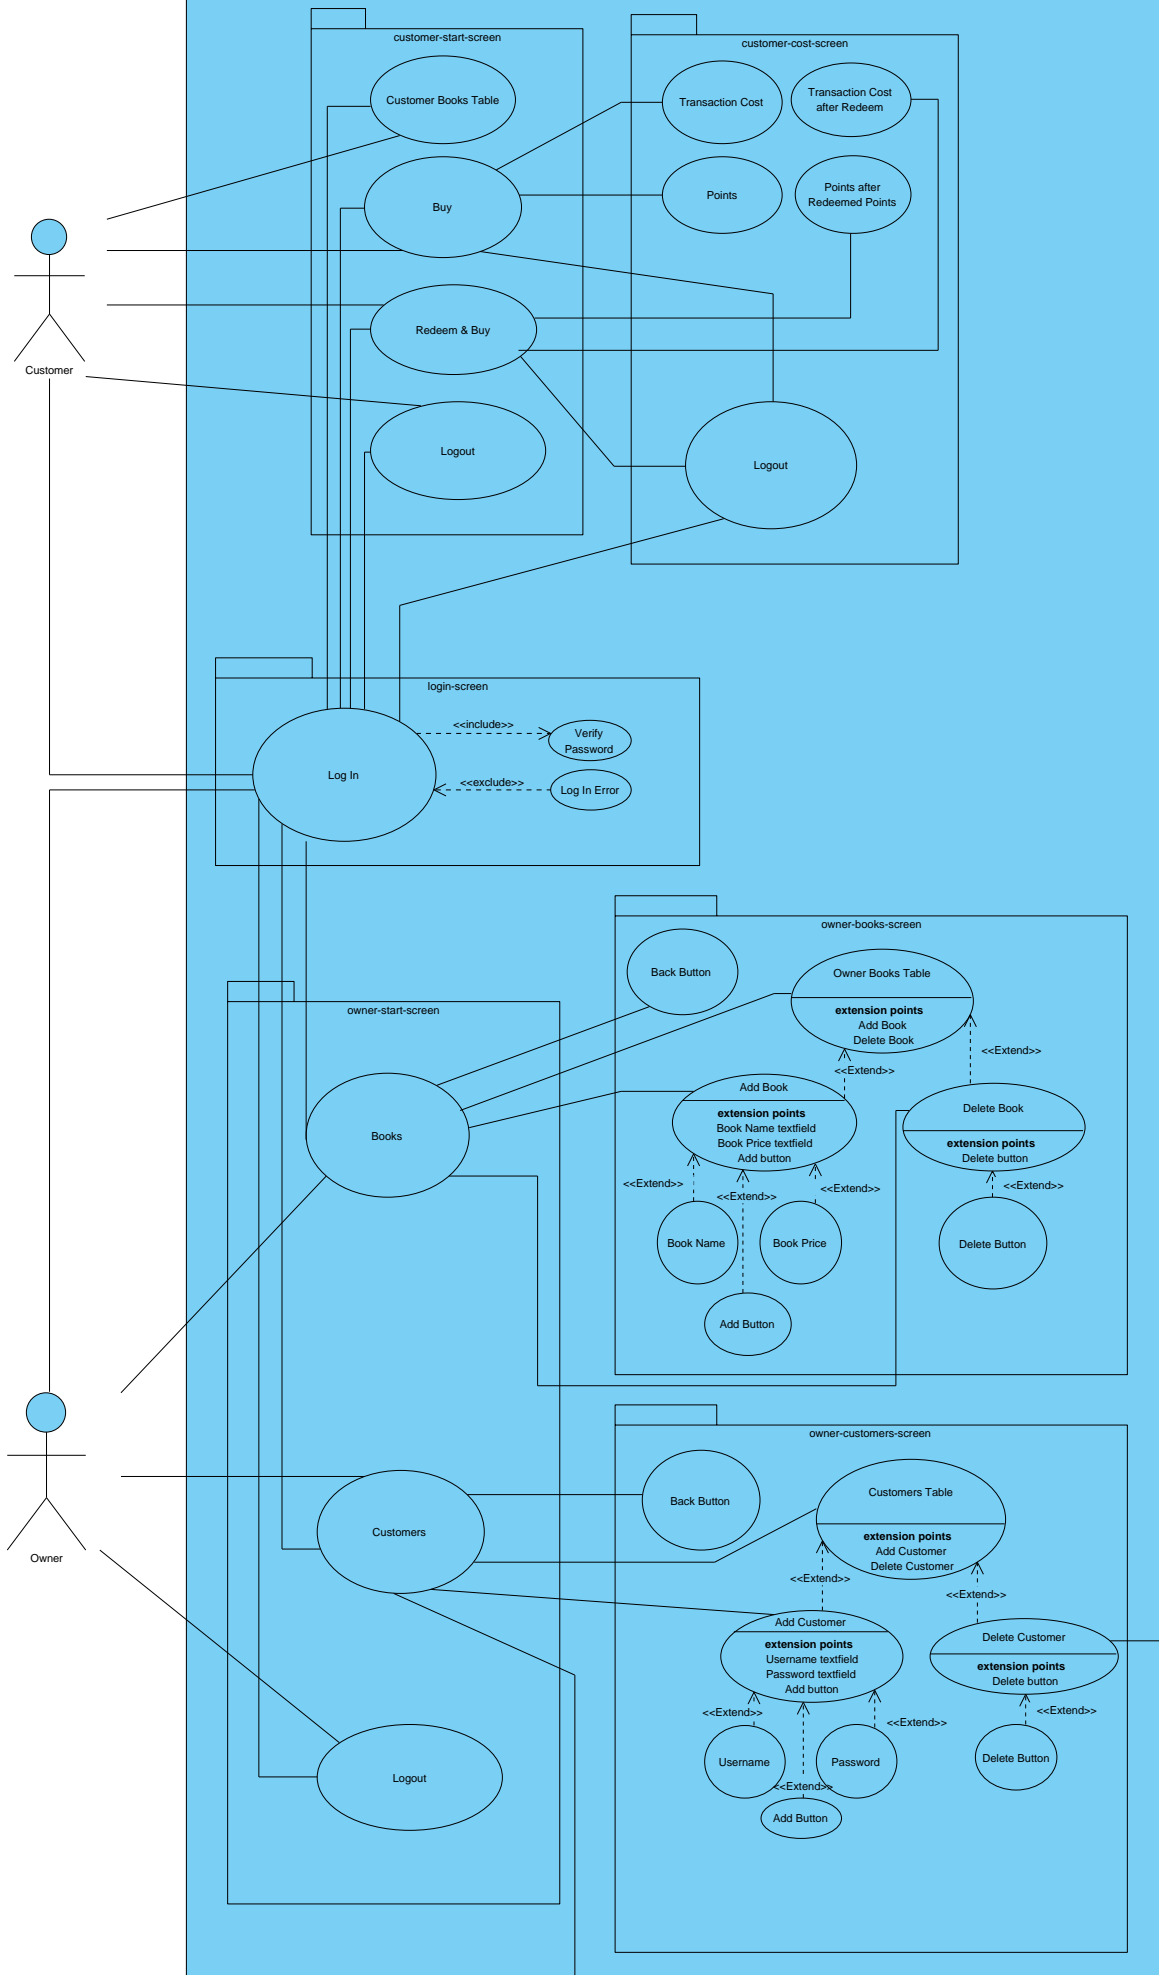 customer-start-screen
Customer Books Table
Buy
Redeem & Buy
Logout
customer-cost-screen
Transaction Cost
Transaction Cost
after Redeem
Points
Points after
Redeemed Points
Logout
Customer
login-screen
Log In
<<include>>
Verify
Password
<<exclude>>
Log In Error
owner-start-screen
Books
Customers
Logout
Owner
owner-books-screen
Back Button
Owner Books Table
extension points
Add Book
Delete Book
<<Extend>>
<<Extend>>
Add Book
extension points
Book Name textfield
Book Price textfield
Add button
Delete Book
extension points
Delete button
<<Extend>>
<<Extend>>
<<Extend>>
<<Extend>>
Book Name
Book Price
Delete Button
Add Button
owner-customers-screen
Back Button
Customers Table
extension points
Add Customer
Delete Customer
<<Extend>>
<<Extend>>
Add Customer
extension points
Username textfield
Password textfield
Add button
Delete Customer
extension points
Delete button
<<Extend>>
<<Extend>>
<<Extend>>
Username
Password
Delete Button
<<Extend>>
Add Button